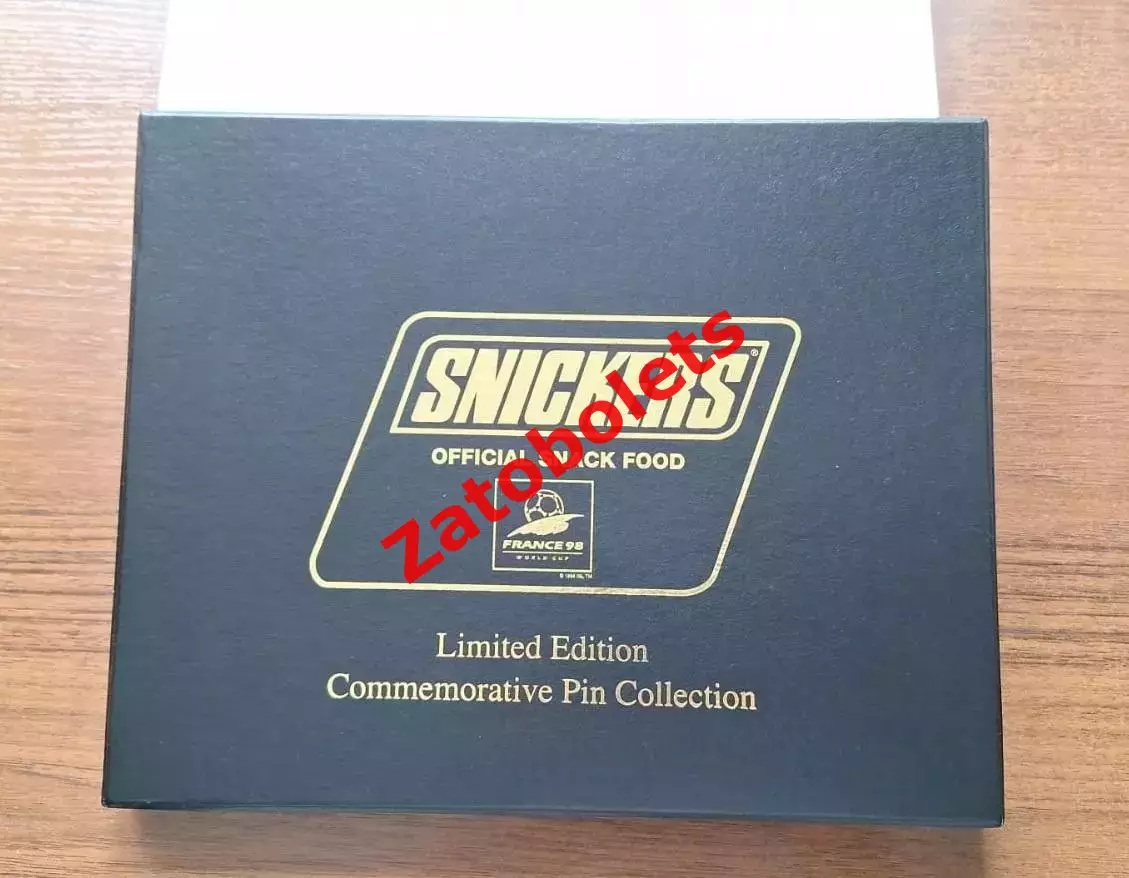 SNICKERS®
OFFICIAL SNACK FOOD
FRANCE 98
WORLD CUP
Limited Edition
Commemorative Pin Collection
Zatobolets